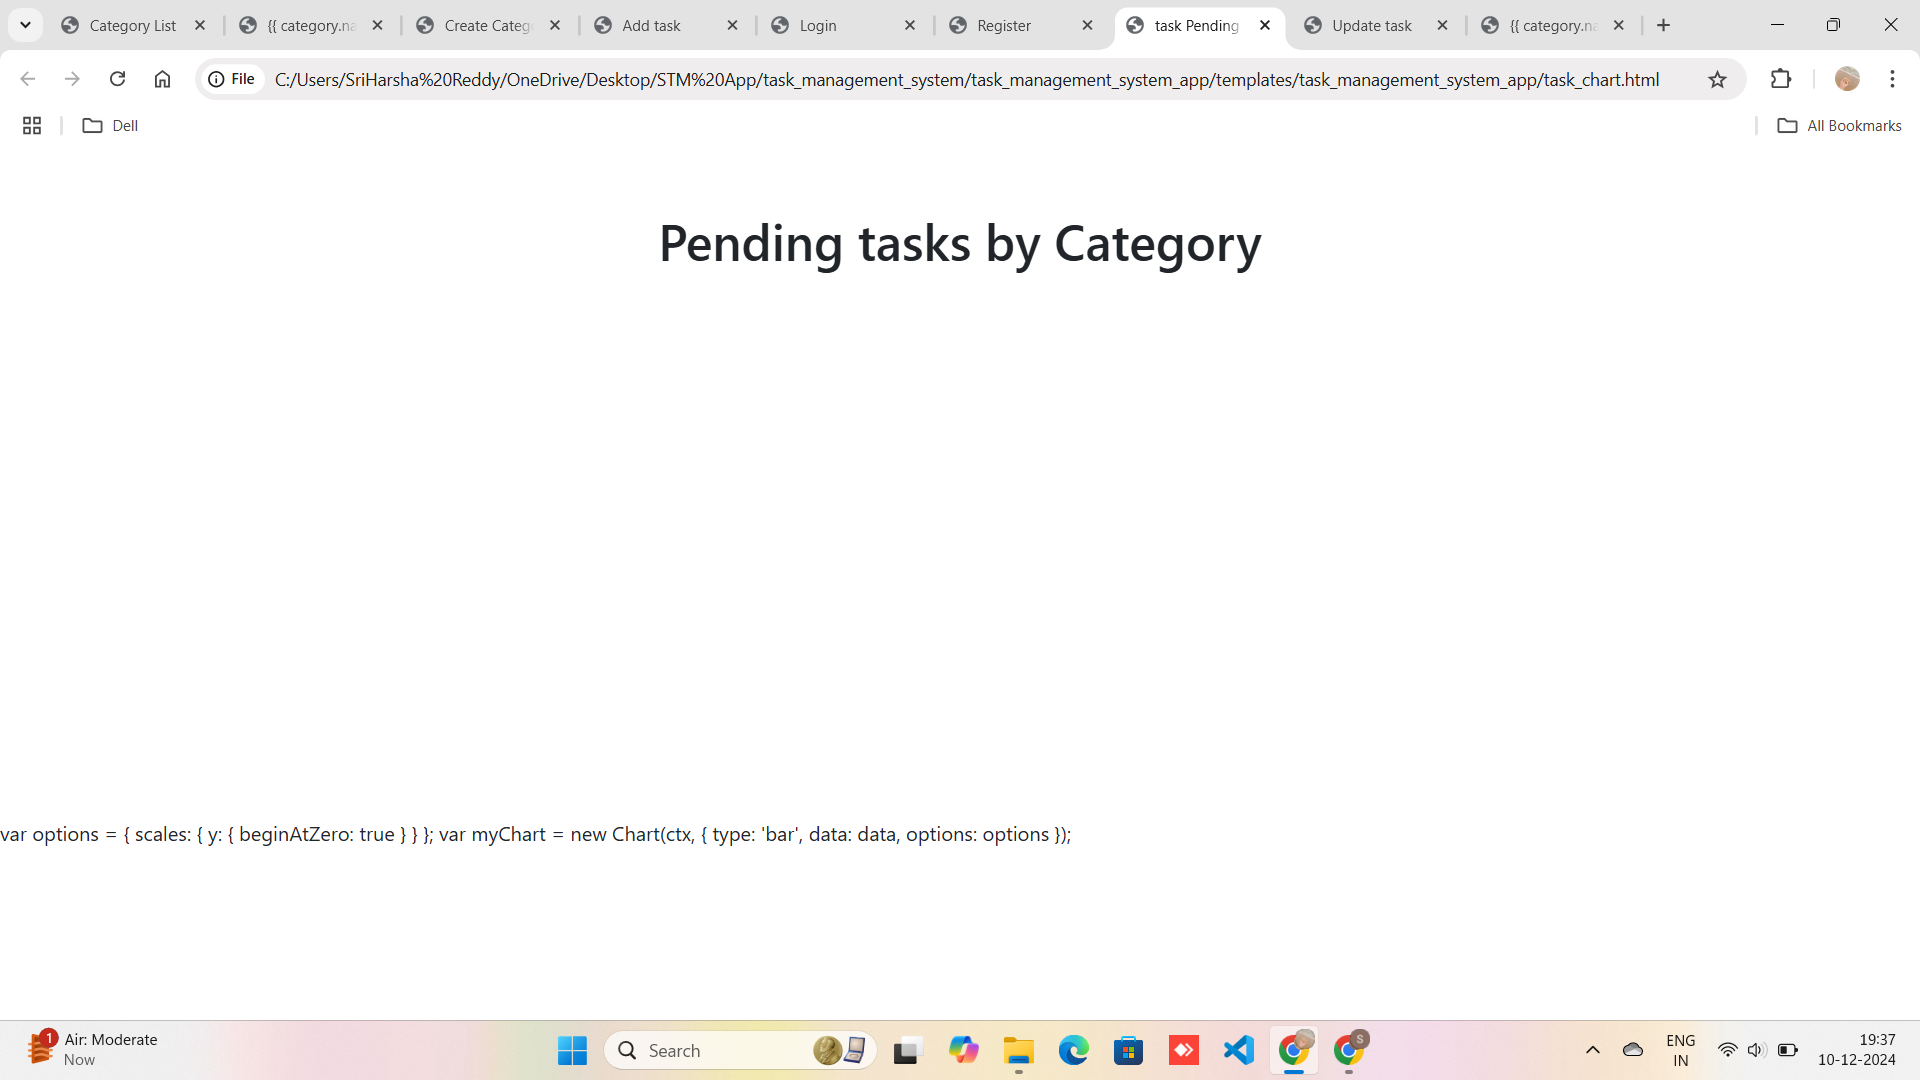 Category List
{{ category.na
Create Catego
Add task
Login
Register
task Pending
Update task
{{ category.na
File
C:/Users/SriHarsha%20Reddy/OneDrive/Desktop/STM%20App/task_management_system/task_management_system_app/templates/task_management_system_app/task_chart.html
Dell
All Bookmarks
Pending tasks by Category
var options = { scales: { y: { beginAtZero: true } } }; var myChart = new Chart(ctx, { type: 'bar', data: data, options: options });
1
Air: Moderate
Now
Search
S
ENG
IN
19:37
10-12-2024